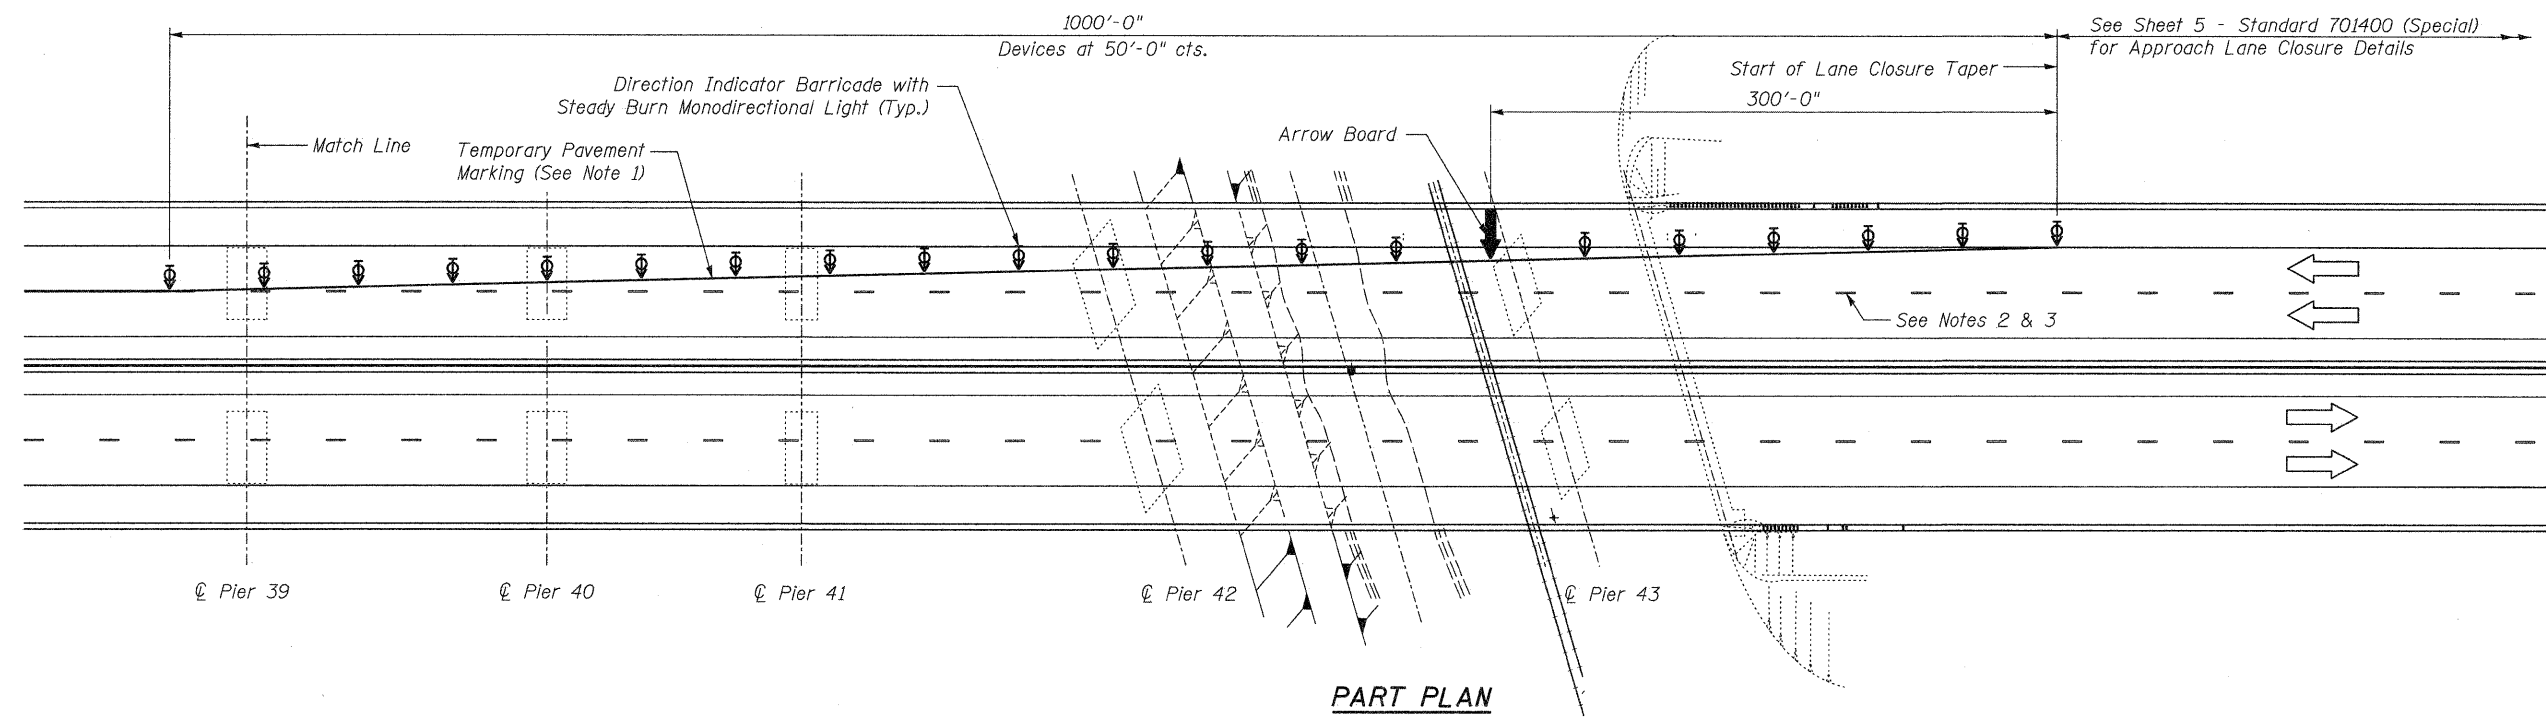 1000'-0"
Devices at 50'-0" cts.
See Sheet 5 - Standard 701400 (Special)
for Approach Lane Closure Details
Direction Indicator Barricade with
Steady Burn Monodirectional Light (Typ.)
Start of Lane Closure Taper
300'-0"
Arrow Board
Match Line
Temporary Pavement
Marking (See Note 1)
See Notes 2 & 3
℄ Pier 39
℄ Pier 40
℄ Pier 41
℄ Pier 42
℄ Pier 43
PART PLAN